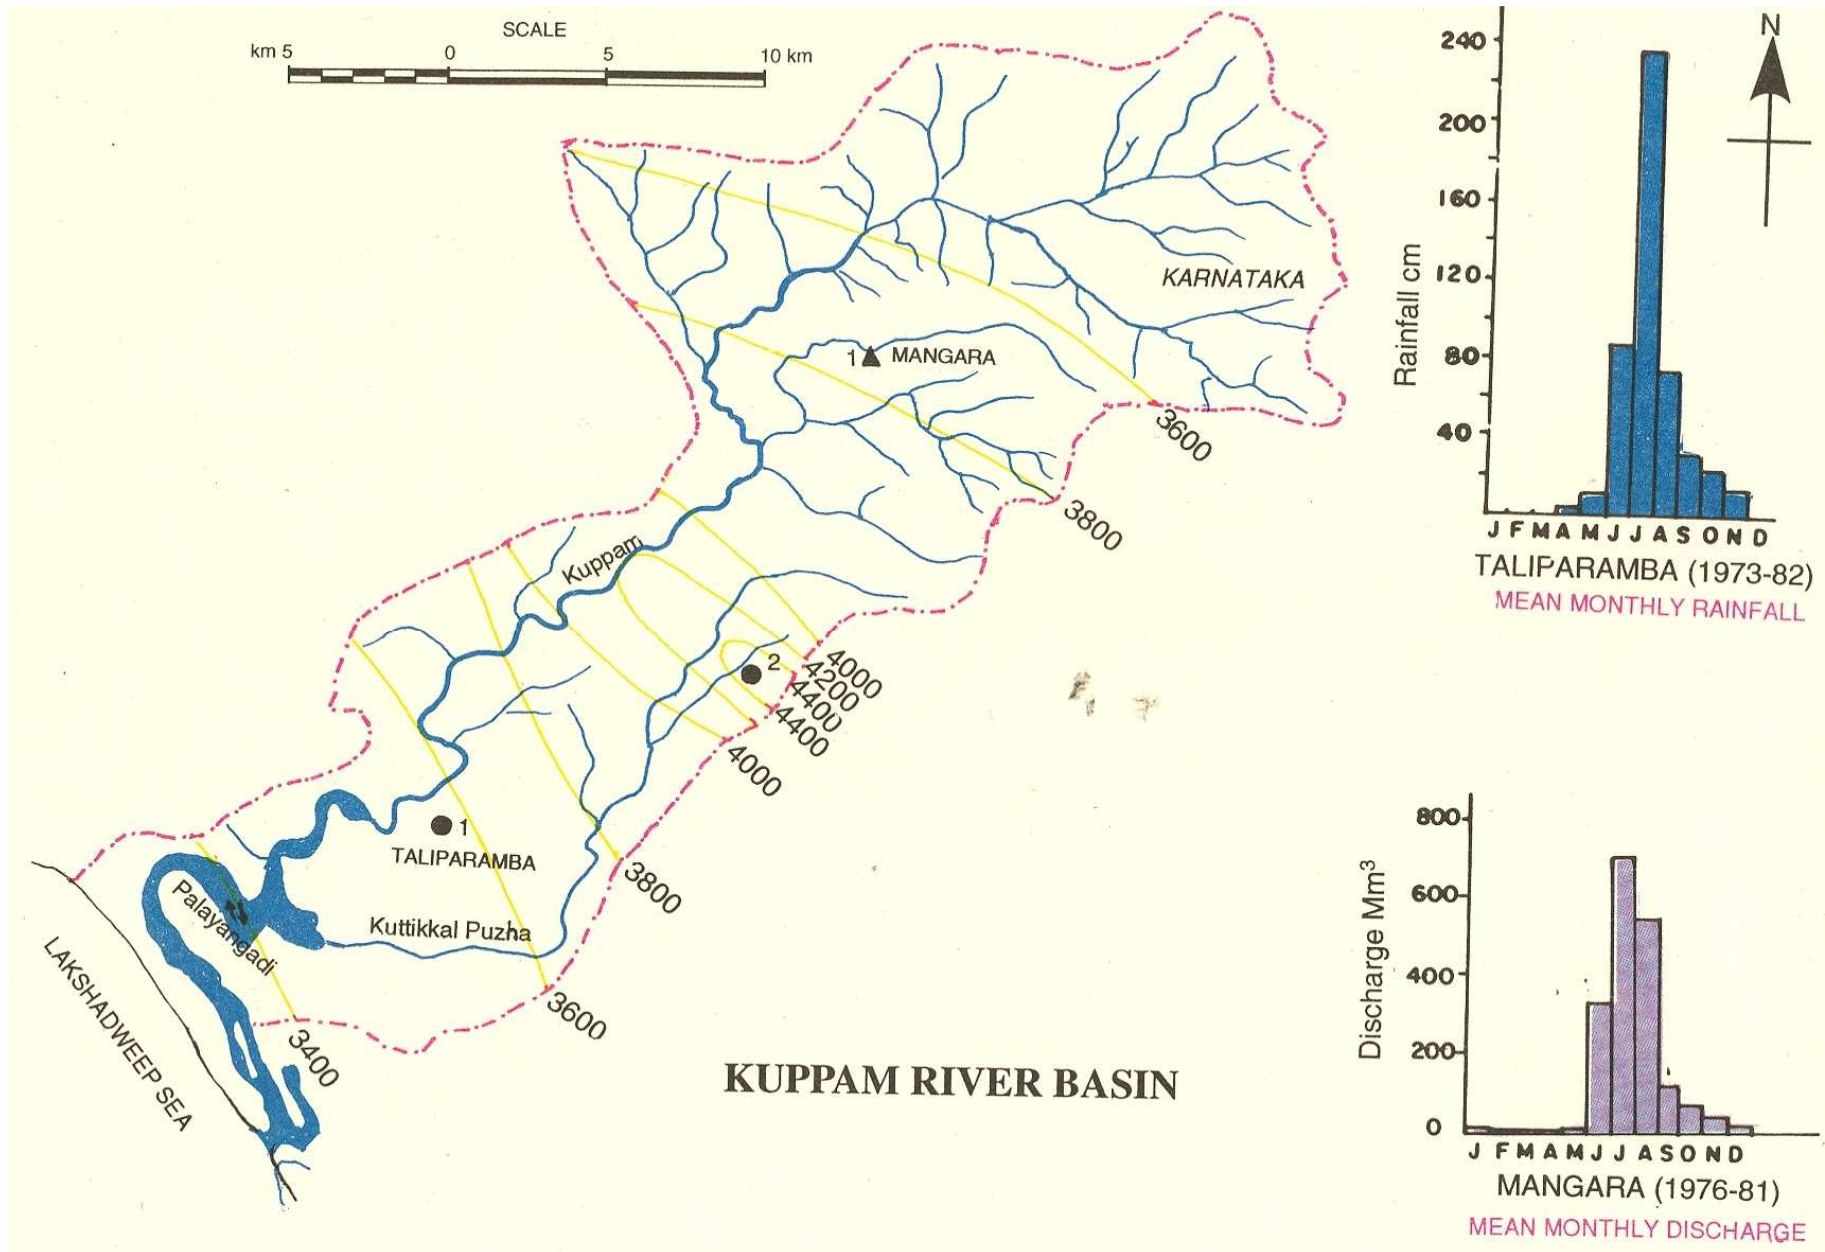 SCALE
km 5 0 5 10 km
N
KARNATAKA
1 MANGARA
3600
3800
Kuppam
2
4000
4200
4400
4400
4000
1
TALIPARAMBA
3800
Palayangadi
Kuttikkal Puzha
3600
3400
LAKSHADWEEP SEA
KUPPAM RIVER BASIN
240
200
160
120
80
40
Rainfall cm
J F M A M J J A S O N D
TALIPARAMBA (1973-82)
MEAN MONTHLY RAINFALL
800
600
400
200
0
Discharge Mm³
J F M A M J J A S O N D
MANGARA (1976-81)
MEAN MONTHLY DISCHARGE